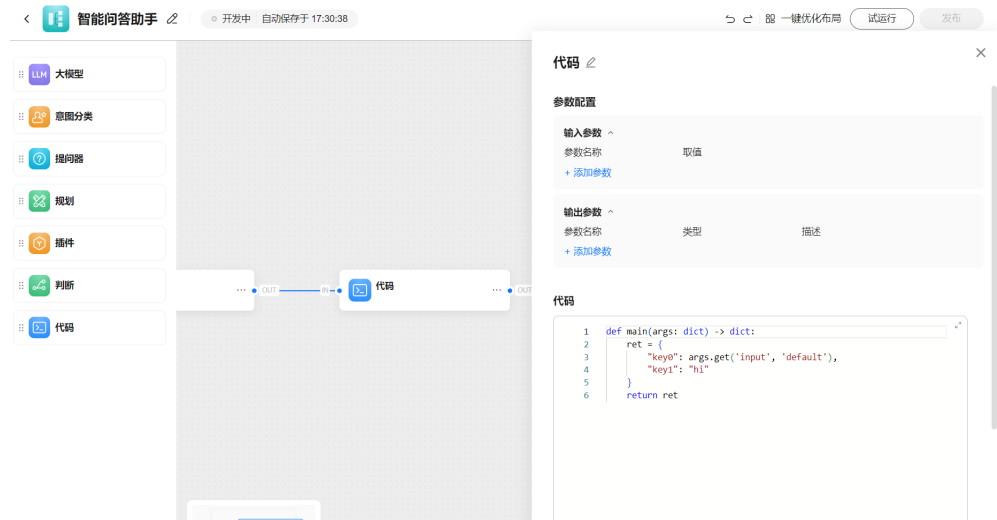 智能问答助手
开发中 自动保存于 17:30:38
一键优化布局
试运行
发布
LLM 大模型
意图分类
提问器
规划
插件
判断
代码
OUT
IN
代码
OUT
代码
参数配置
输入参数
参数名称 取值
+ 添加参数
输出参数
参数名称 类型 描述
+ 添加参数
代码
1 def main(args: dict) -> dict:
2 ret = {
3 "key0": args.get('input', 'default'),
4 "key1": "hi"
5 }
6 return ret